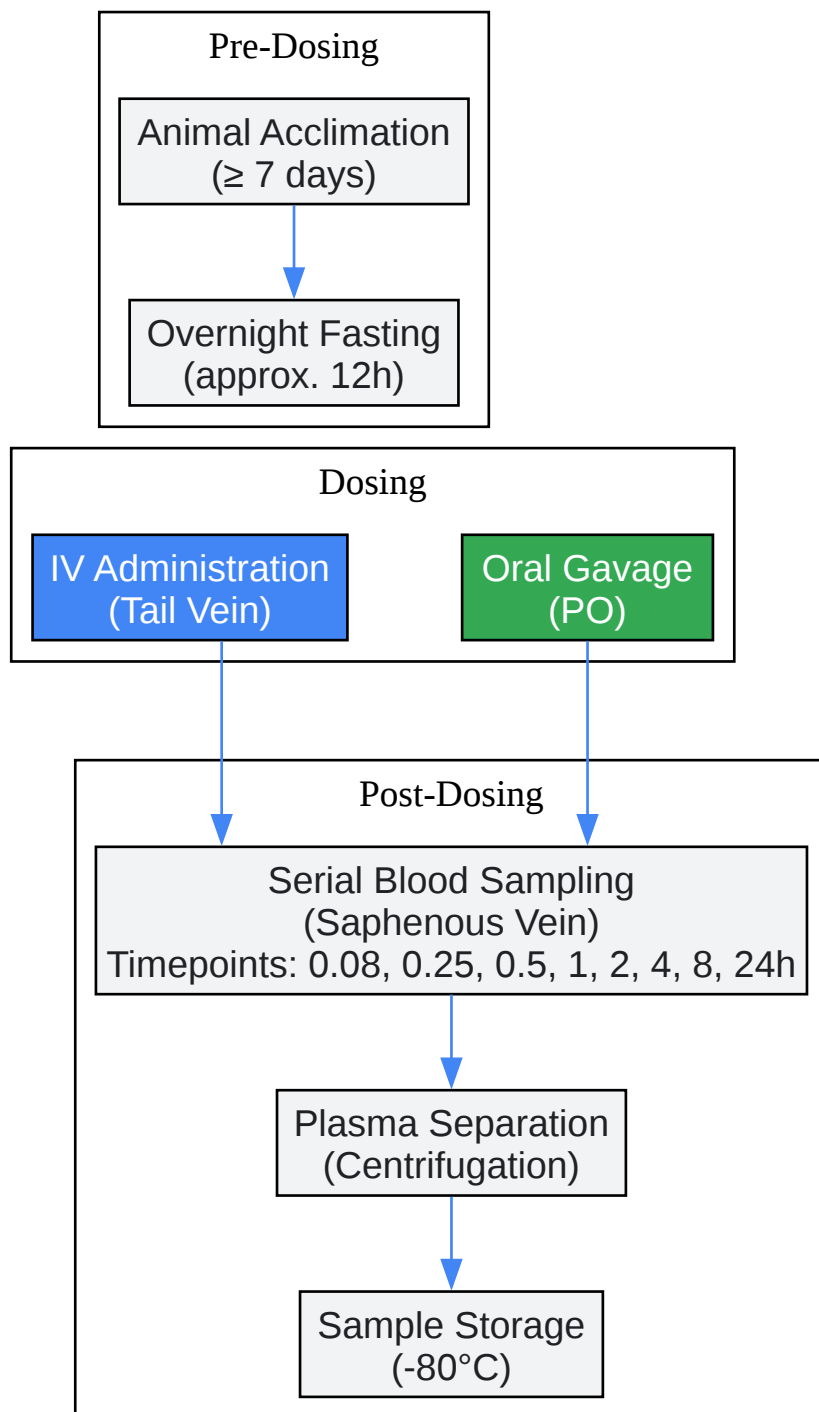 Pre-Dosing
Animal Acclimation
(≥ 7 days)
Overnight Fasting
(approx. 12h)
Dosing
IV Administration
(Tail Vein)
Oral Gavage
(PO)
Post-Dosing
Serial Blood Sampling
(Saphenous Vein)
Timepoints: 0.08, 0.25, 0.5, 1, 2, 4, 8, 24h
Plasma Separation
(Centrifugation)
Sample Storage
(-80°C)